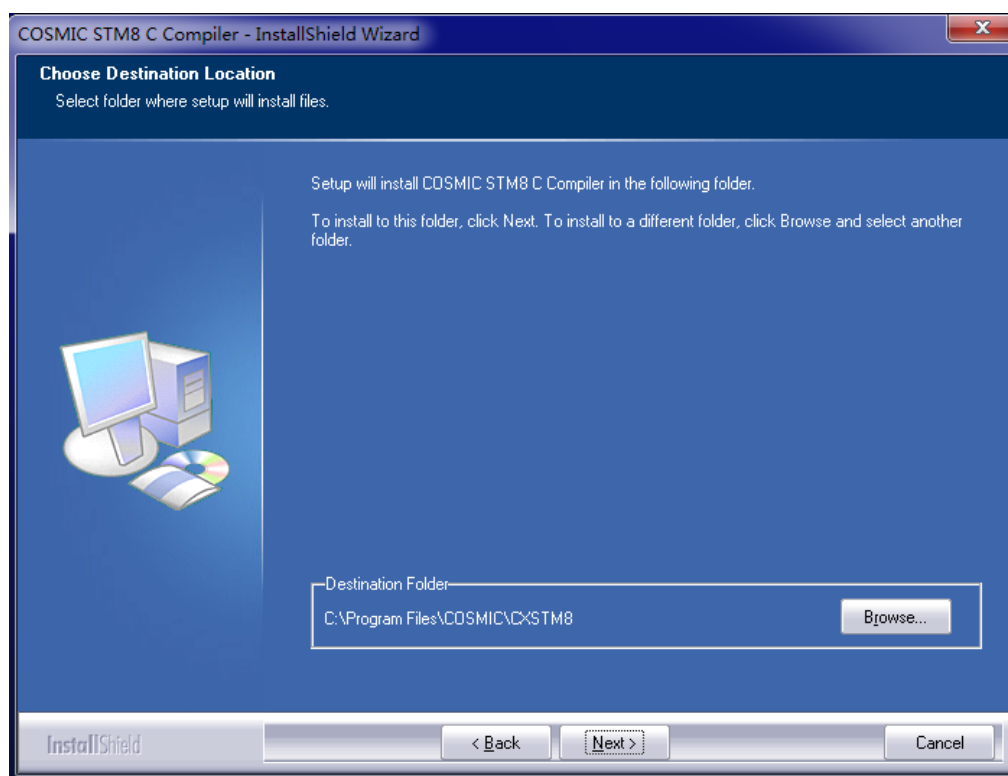 COSMIC STM8 C Compiler - InstallShield Wizard
Choose Destination Location
Select folder where setup will install files.
Setup will install COSMIC STM8 C Compiler in the following folder.
To install to this folder, click Next. To install to a different folder, click Browse and select another
folder.
Destination Folder
C:\Program Files\COSMIC\CXSTM8
Browse...
InstallShield
< Back
Next >
Cancel